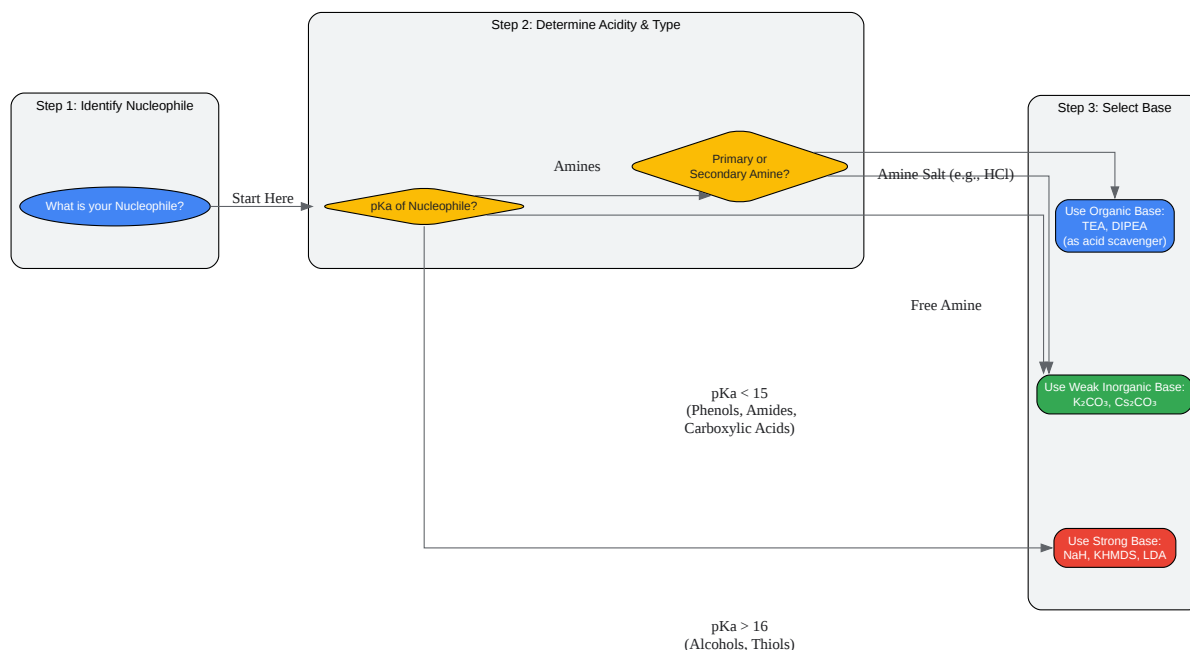 Step 1: Identify Nucleophile
What is your Nucleophile?
Start Here
Step 2: Determine Acidity & Type
pKa of Nucleophile?
Amines
Primary or
Secondary Amine?
Amine Salt (e.g., HCl)
Free Amine
pKa < 15
(Phenols, Amides,
Carboxylic Acids)
pKa > 16
(Alcohols, Thiols)
Step 3: Select Base
Use Organic Base:
TEA, DIPEA
(as acid scavenger)
Use Weak Inorganic Base:
K₂CO₃, Cs₂CO₃
Use Strong Base:
NaH, KHMDS, LDA